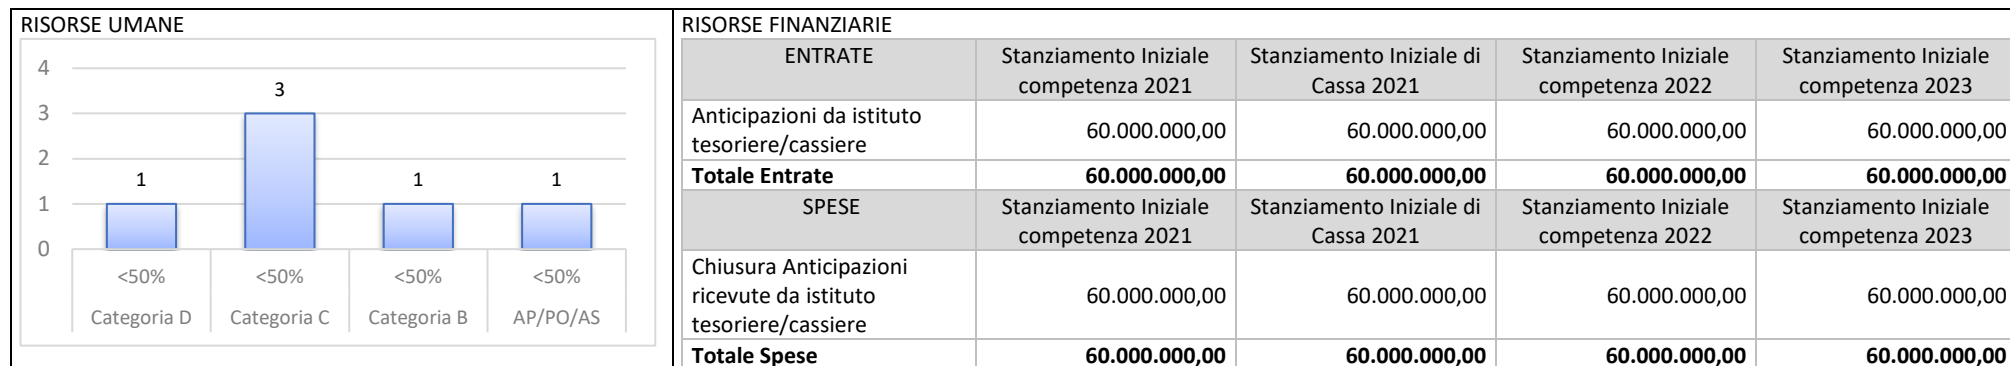 RISORSE UMANE
4
3
2
1
0
1
3
1
1
<50%
<50%
<50%
<50%
Categoria D
Categoria C
Categoria B
AP/PO/AS
RISORSE FINANZIARIE
ENTRATE
Stanziamento Iniziale
competenza 2021
Stanziamento Iniziale di
Cassa 2021
Stanziamento Iniziale
competenza 2022
Stanziamento Iniziale
competenza 2023
Anticipazioni da istituto
tesoriere/cassiere
60.000.000,00
60.000.000,00
60.000.000,00
60.000.000,00
Totale Entrate
60.000.000,00
60.000.000,00
60.000.000,00
60.000.000,00
SPESE
Stanziamento Iniziale
competenza 2021
Stanziamento Iniziale di
Cassa 2021
Stanziamento Iniziale
competenza 2022
Stanziamento Iniziale
competenza 2023
Chiusura Anticipazioni
ricevute da istituto
tesoriere/cassiere
60.000.000,00
60.000.000,00
60.000.000,00
60.000.000,00
Totale Spese
60.000.000,00
60.000.000,00
60.000.000,00
60.000.000,00